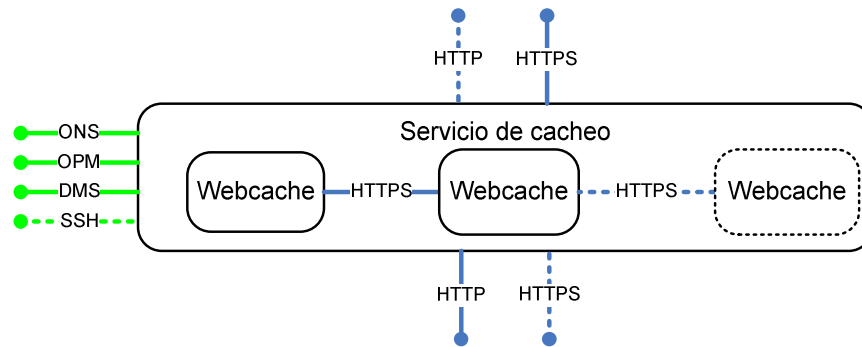 HTTP
HTTPS
Servicio de cacheo
ONS
OPM
DMS
SSH
Webcache
HTTPS
Webcache
HTTPS
Webcache
HTTP
HTTPS